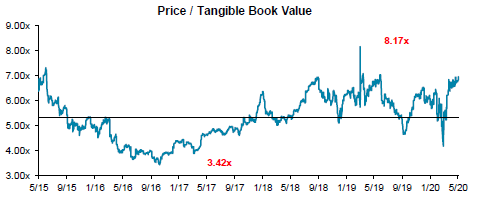 Price / Tangible Book Value
9.00x
8.00x
7.00x
6.00x
5.00x
4.00x
3.00x
8.17x
3.42x
5/15 9/15 1/16 5/16 9/16 1/17 5/17 9/17 1/18 5/18 9/18 1/19 5/19 9/19 1/20 5/20